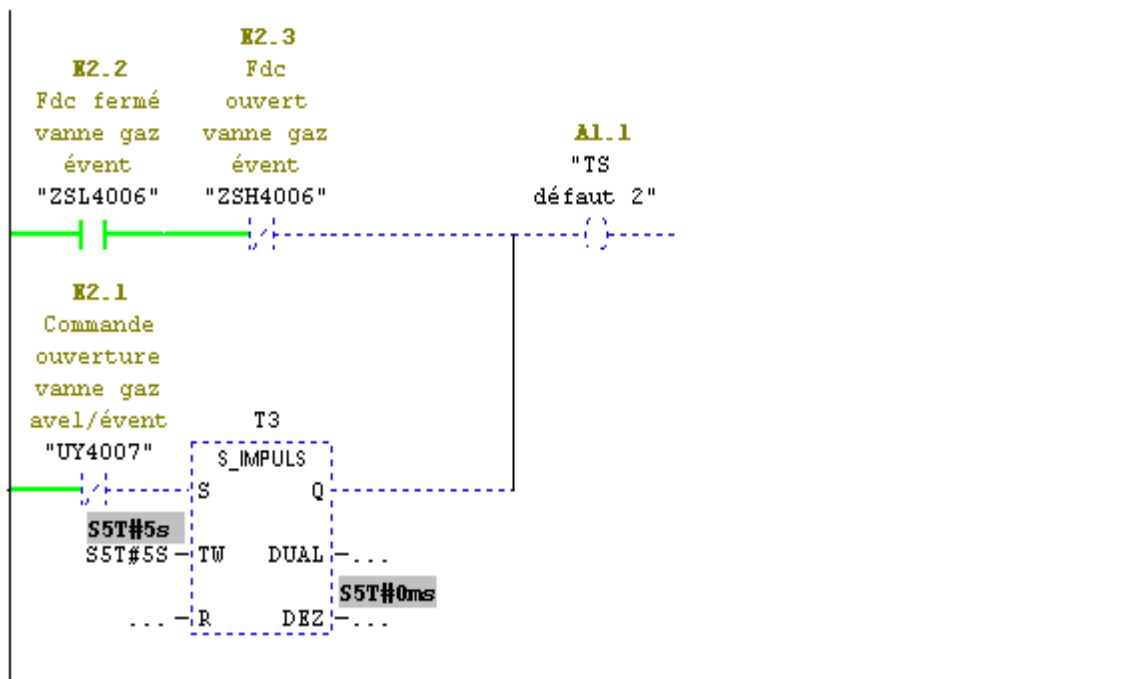 E2.3
E2.2
Fdc
Fdc fermé
ouvert
vanne gaz
vanne gaz
A1.1
évent
évent
"TS
"ZSL4006"
"ZSH4006"
défaut 2"
E2.1
Commande
ouverture
vanne gaz
avel/évent
T3
"UY4007"
S_IMPULS
S
Q
S5T#5s
S5T#5S
TW
DUAL
...
S5T#0ms
...
R
DEZ
...